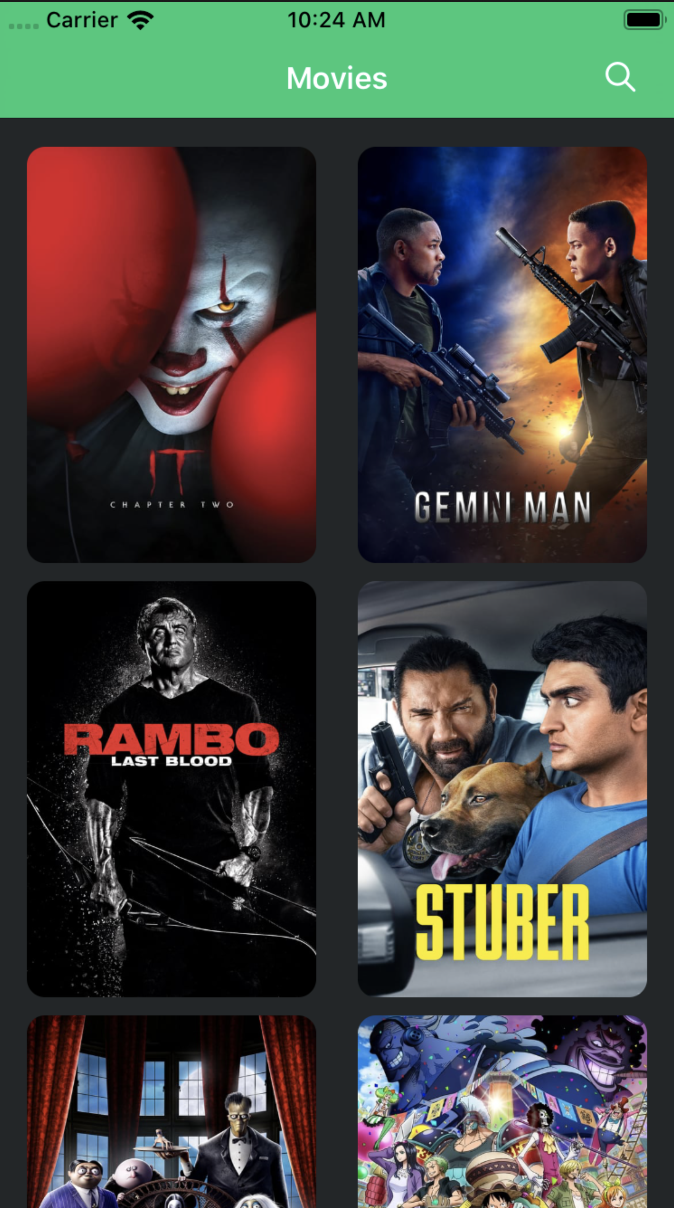 Carrier 10:24 AM
Movies
IT
CHAPTER TWO
GEMINI MAN
RAMBO
LAST BLOOD
STUBER